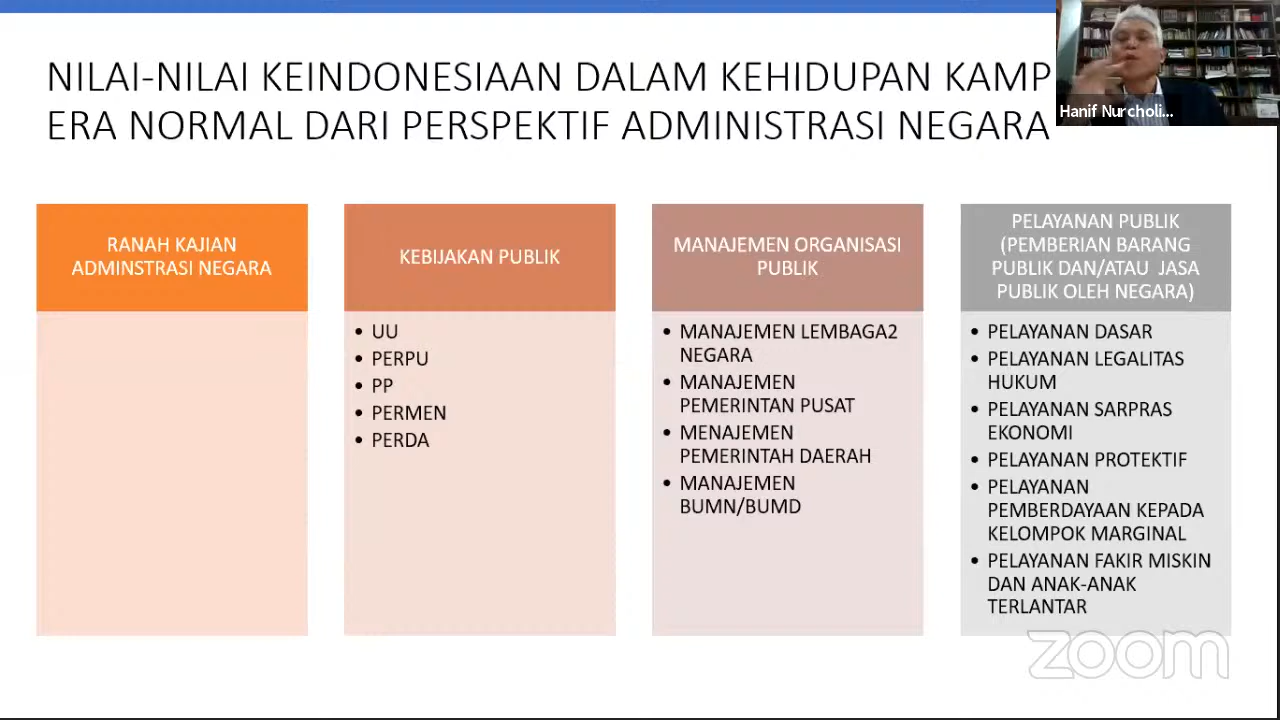 NILAI-NILAI KEINDONESIAAN DALAM KEHIDUPAN KAMP
ERA NORMAL DARI PERSPEKTIF ADMINISTRASI NEGARA
Hanif Nurcholi...
RANAH KAJIAN
ADMINSTRASI NEGARA
KEBIJAKAN PUBLIK
• UU
• PERPU
• PP
• PERMEN
• PERDA
MANAJEMEN ORGANISASI
PUBLIK
• MANAJEMEN LEMBAGA2
NEGARA
• MANAJEMEN
PEMERINTAN PUSAT
• MENAJEMEN
PEMERINTAH DAERAH
• MANAJEMEN
BUMN/BUMD
PELAYANAN PUBLIK
(PEMBERIAN BARANG
PUBLIK DAN/ATAU JASA
PUBLIK OLEH NEGARA)
• PELAYANAN DASAR
• PELAYANAN LEGALITAS
HUKUM
• PELAYANAN SARPRAS
EKONOMI
• PELAYANAN PROTEKTIF
• PELAYANAN
PEMBERDAYAAN KEPADA
KELOMPOK MARGINAL
• PELAYANAN FAKIR MISKIN
DAN ANAK-ANAK
TERLANTAR
zoom